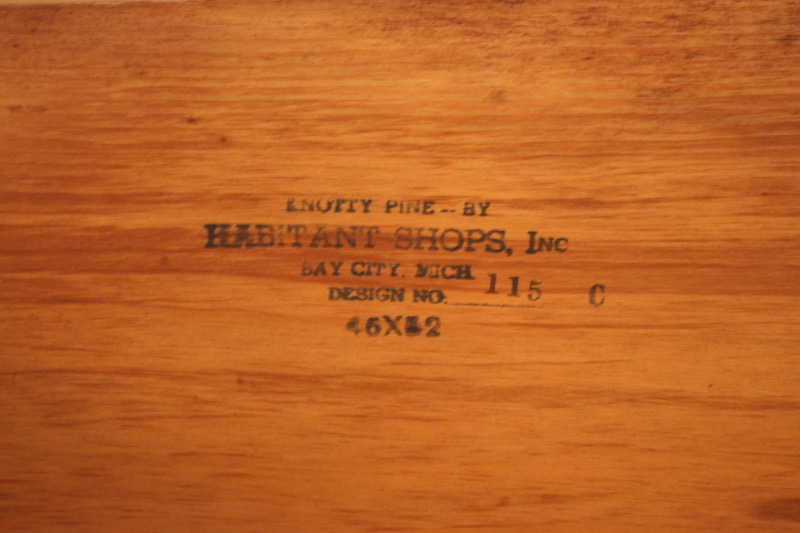 KNOTTY PINE -- BY
HABITANT SHOPS, INC
BAY CITY, MICH.
DESIGN NO. 115 C